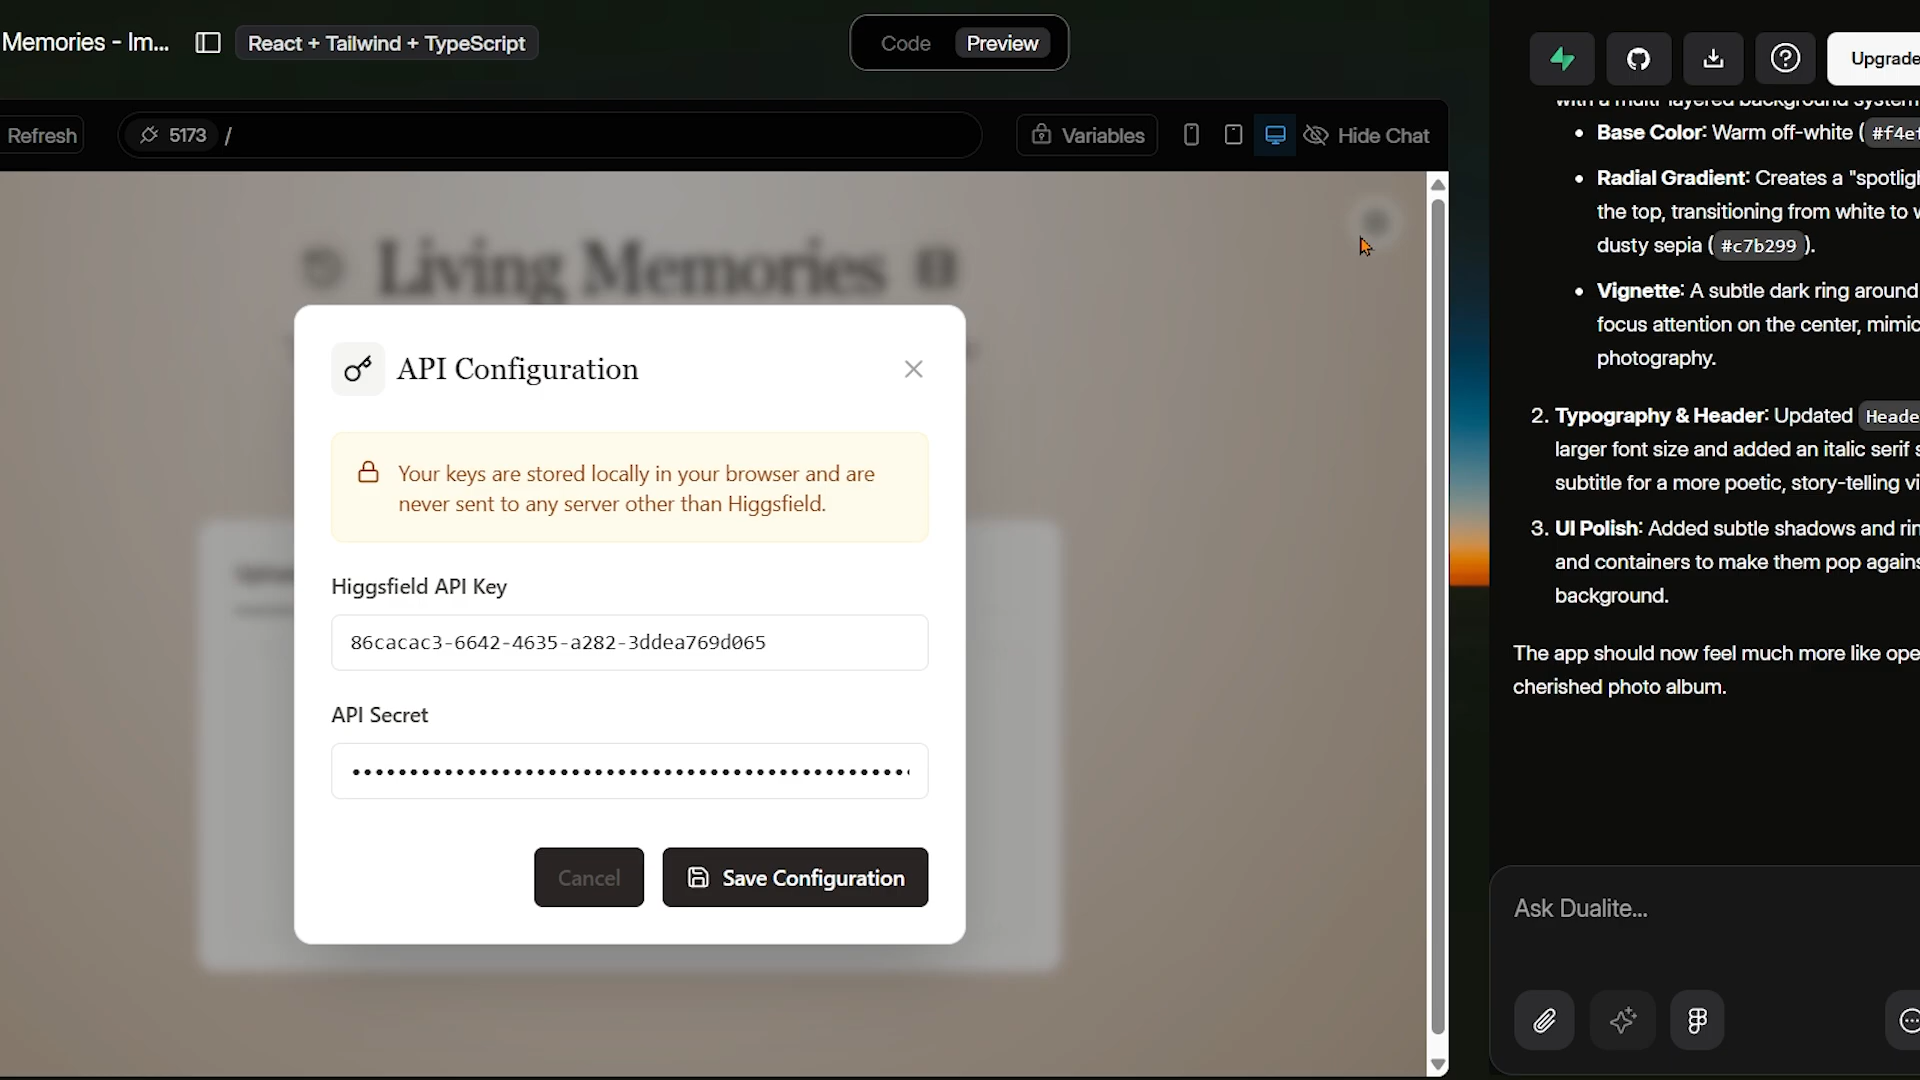 Memories - Im...
React + Tailwind + TypeScript
Code Preview
Upgrade
Refresh
5173 /
Variables
Hide Chat
Living Memories
API Configuration
Your keys are stored locally in your browser and are
never sent to any server other than Higgsfield.
Higgsfield API Key
86cacac3-6642-4635-a282-3ddea769d065
API Secret
••••••••••••••••••••••••••••••••••••••••••••••••
Cancel
Save Configuration
with a multi-layered background system
• Base Color: Warm off-white (#f4ef
• Radial Gradient: Creates a "spotligh
the top, transitioning from white to w
dusty sepia (#c7b299).
• Vignette: A subtle dark ring around
focus attention on the center, mimic
photography.
2. Typography & Header: Updated Heade
larger font size and added an italic serif s
subtitle for a more poetic, story-telling vi
3. UI Polish: Added subtle shadows and rin
and containers to make them pop agains
background.
The app should now feel much more like ope
cherished photo album.
Ask Dualite...